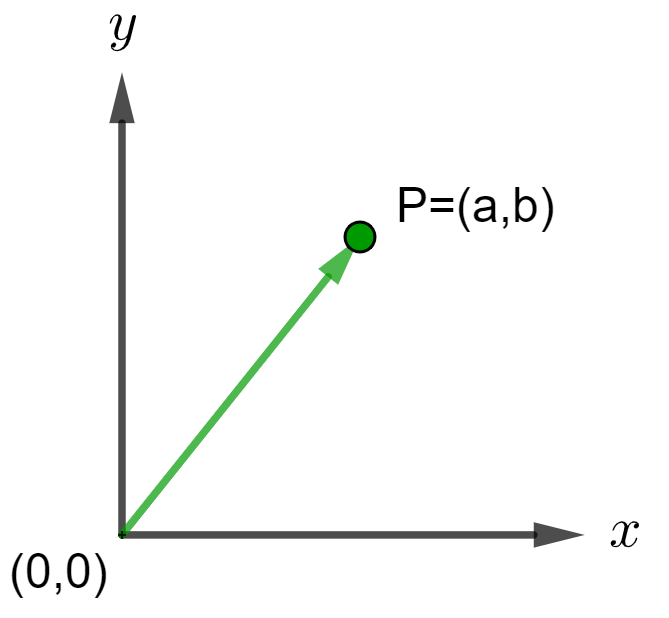 y
P=(a,b)
x
(0,0)